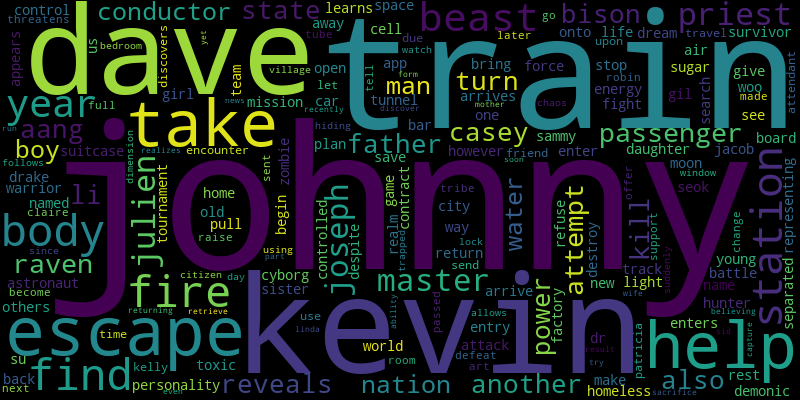 control
threatens
conductor
state
learns
space
beast
bison
priest
dave
train
appears
us
bedroom
yet
discovers
away
tube
cell
due
watch
go
later
onto
life
dream
travel
survivor
upon
robin
air
attendant
year
full
village
team
girl
open
let
tell
app
man
bring
turn
force
stop
energy
sugar
give
woo
made
see
take
mission
car
tunnel
arrives
fight
gil
search
form
news
recently
mother
chaos
aang
boy
suitcase
encounter
father
plan
hiding
bar
one
casey
sammy
passenger
board
run
follows
realizes
dimension
julien
tournament
sent
zombie
save
discover
however
friend
enter
daughter
jacob
drake
warrior
li
named
claire
home
old
pull
begin
joseph
controlled
despite
game
realm
contract
soon
tribe
city
way
water
attempt
refuse
destroy
moon
window
seok
offer
kill
station
representing
johnny
body
since
raven
astronaut
become
others
raise
using
part
citizen
day
returning
retrieve
cyborg
sister
trapped
lock
return
send
master
track
support
suddenly
change
young
battle
name
hunter
separated
fire
use
linda
ability
passed
arrive
allows
power
factory
new
light
believing
escape
time
kevin
world
room
entry
attack
defeat
art
dr
result
try
wife
patricia
help
enters
capture
su
back
next
find
kelly
even
toxic
personality
reveals
nation
another
make
homeless
sacrifice
also
rest
demonic